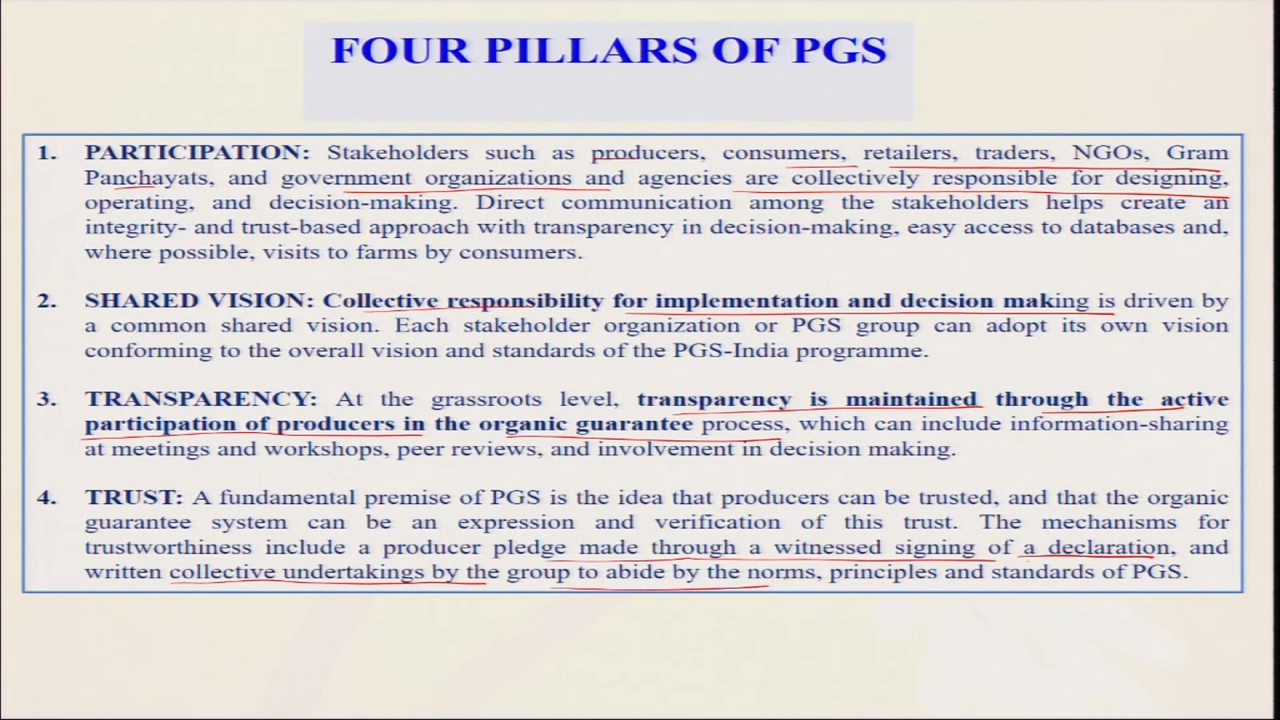 FOUR PILLARS OF PGS
1. PARTICIPATION: Stakeholders such as producers, consumers, retailers, traders, NGOs, Gram
Panchayats, and government organizations and agencies are collectively responsible for designing,
operating, and decision-making. Direct communication among the stakeholders helps create an
integrity- and trust-based approach with transparency in decision-making, easy access to databases and,
where possible, visits to farms by consumers.
2. SHARED VISION: Collective responsibility for implementation and decision making is driven by
a common shared vision. Each stakeholder organization or PGS group can adopt its own vision
conforming to the overall vision and standards of the PGS-India programme.
3. TRANSPARENCY: At the grassroots level, transparency is maintained through the active
participation of producers in the organic guarantee process, which can include information-sharing
at meetings and workshops, peer reviews, and involvement in decision making.
4. TRUST: A fundamental premise of PGS is the idea that producers can be trusted, and that the organic
guarantee system can be an expression and verification of this trust. The mechanisms for
trustworthiness include a producer pledge made through a witnessed signing of a declaration, and
written collective undertakings by the group to abide by the norms, principles and standards of PGS.